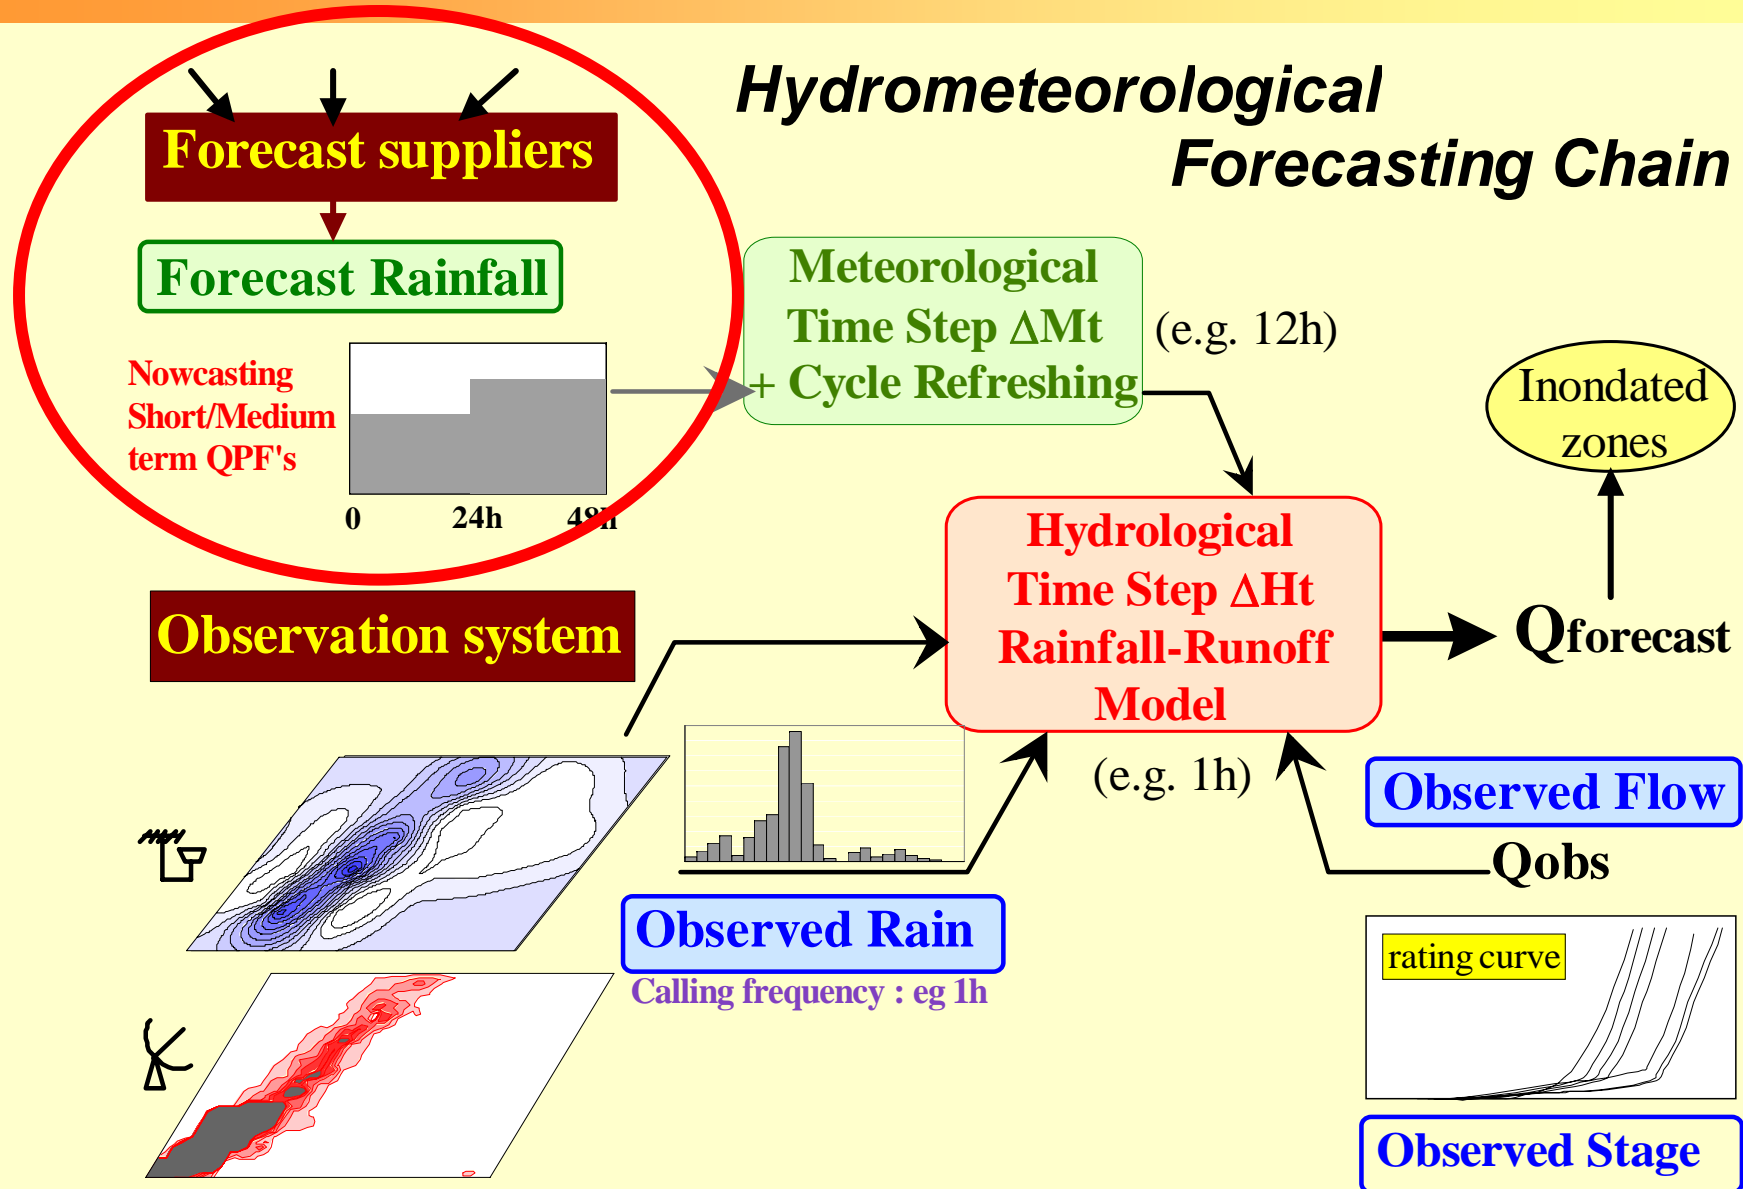 Hydrometeorological
Forecasting Chain
Forecast suppliers
Forecast Rainfall
Nowcasting
Short/Medium
term QPF's
0 24h 48h
Meteorological
Time Step ΔMt
+ Cycle Refreshing
(e.g. 12h)
Inondated
zones
Observation system
Hydrological
Time Step ΔHt
Rainfall-Runoff
Model
(e.g. 1h)
Qforecast
Observed Flow
Qobs
Observed Rain
Calling frequency : eg 1h
rating curve
Observed Stage